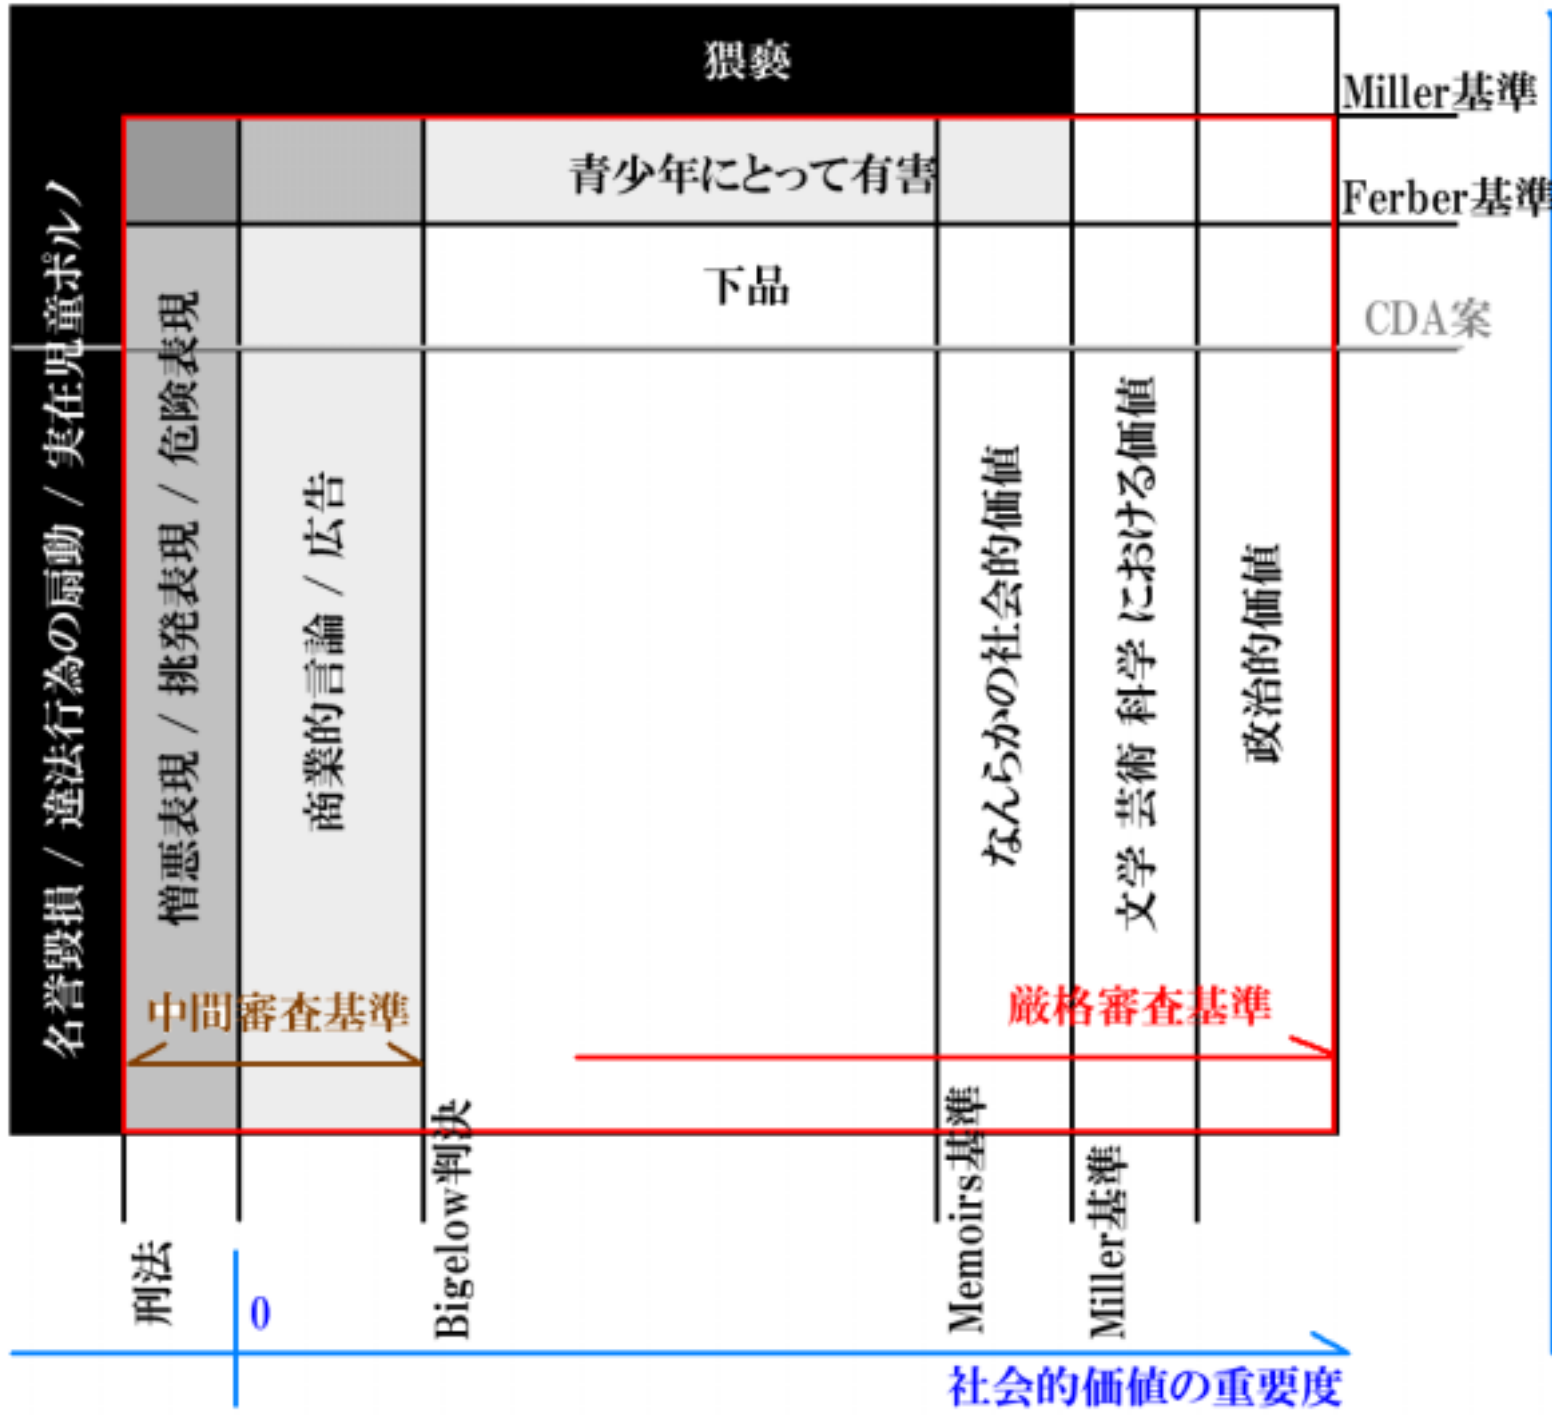 猥褻
Miller基準
青少年にとって有害
Ferber基準
下品
CDA案
名誉毀損 / 違法行為の扇動 / 実在児童ポルノ
憎悪表現 / 挑発表現 / 危険表現
商業的言論 / 広告
なんらかの社会的価値
文学 芸術 科学 における価値
政治的価値
中間審査基準
厳格審査基準
刑法
Bigelow判決
Memoirs基準
Miller基準
0
社会的価値の重要度